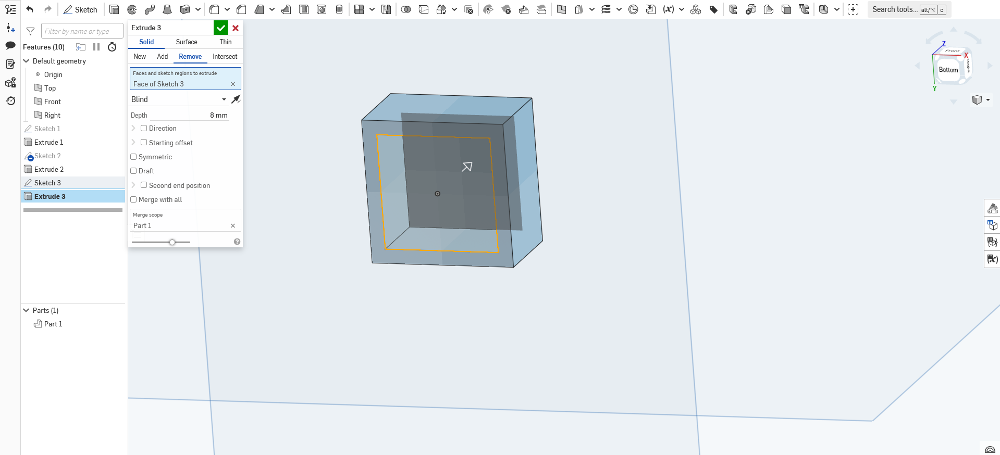 Sketch
Search tools... alt/⌥ c
Filter by name or type
Features (10)
Default geometry
Origin
Top
Front
Right
Sketch 1
Extrude 1
Sketch 2
Extrude 2
Sketch 3
Extrude 3
Parts (1)
Part 1
Extrude 3
Solid Surface Thin
New Add Remove Intersect
Faces and sketch regions to extrude
Face of Sketch 3
Blind
Depth 8 mm
Direction
Starting offset
Symmetric
Draft
Second end position
Merge with all
Merge scope
Part 1
Z
Front
X
Right
Bottom
Y